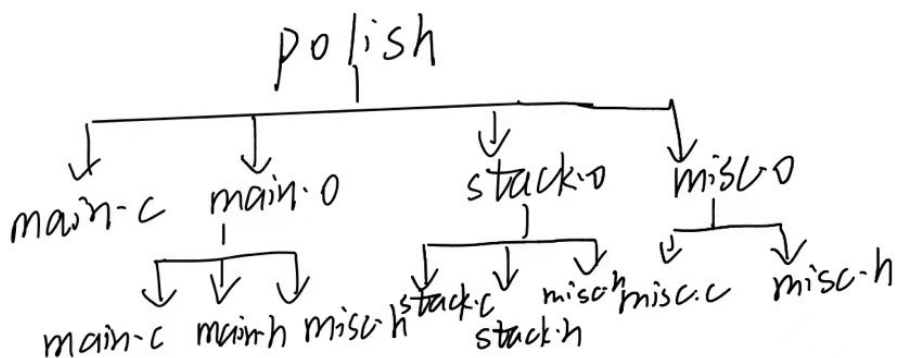 polish
main.c main.o stack.o misc.o
main.c main.h misc.h stack.c stack.h misc.h misc.c misc.h